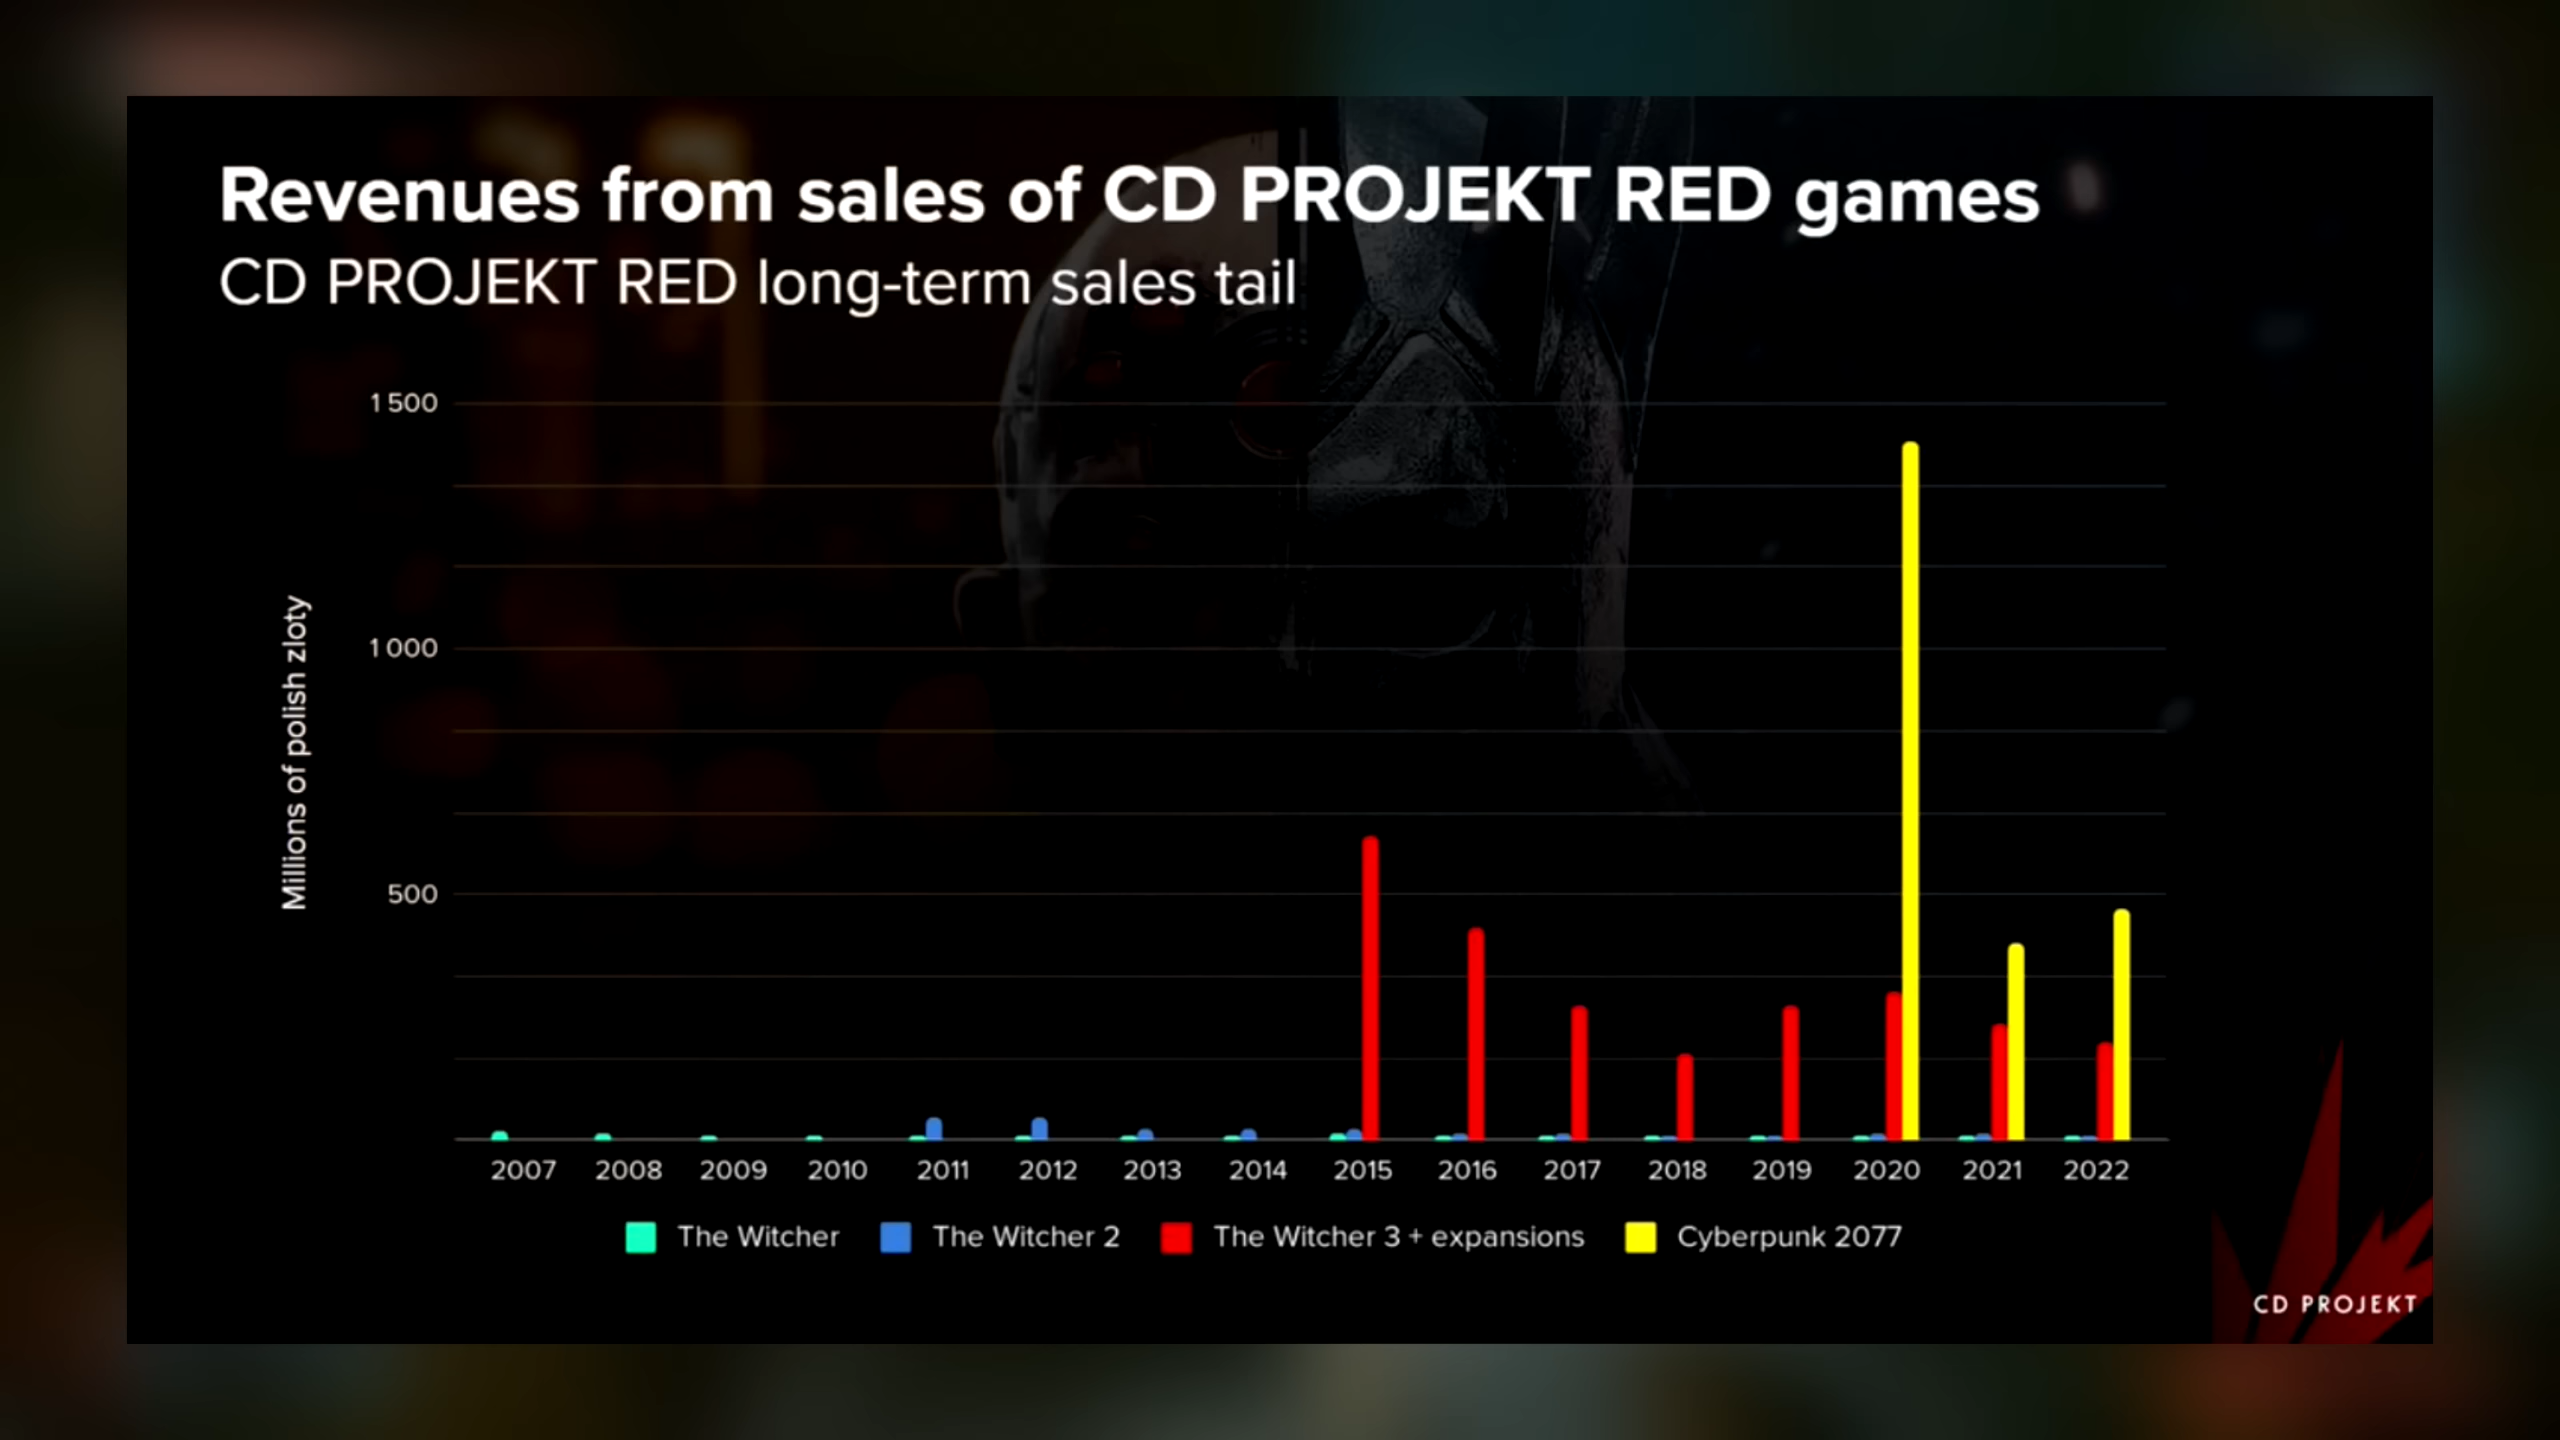 Revenues from sales of CD PROJEKT RED games
CD PROJEKT RED long-term sales tail
Millions of polish zloty
1 500
1 000
500
2007 2008 2009 2010 2011 2012 2013 2014 2015 2016 2017 2018 2019 2020 2021 2022
The Witcher The Witcher 2 The Witcher 3 + expansions Cyberpunk 2077
CD PROJEKT